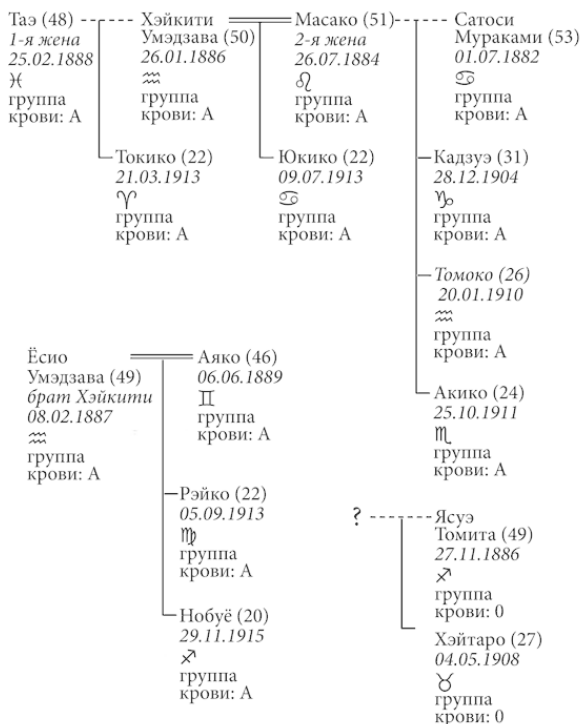 Таэ (48)
1-я жена
25.02.1888
♓
группа
крови: А
Хэйкити
Умэдзава (50)
26.01.1886
♒
группа
крови: А
Масако (51)
2-я жена
26.07.1884
♌
группа
крови: А
Сатоси
Мураками (53)
01.07.1882
♋
группа
крови: А
Токико (22)
21.03.1913
♈
группа
крови: А
Юкико (22)
09.07.1913
♋
группа
крови: А
Кадзуэ (31)
28.12.1904
♑
группа
крови: А
Томоко (26)
20.01.1910
♒
группа
крови: А
Акико (24)
25.10.1911
♏
группа
крови: А
Ёсио
Умэдзава (49)
брат Хэйкити
08.02.1887
♒
группа
крови: А
Аяко (46)
06.06.1889
♊
группа
крови: А
Рэйко (22)
05.09.1913
♍
группа
крови: А
Нобуё (20)
29.11.1915
♐
группа
крови: А
?
Ясуэ
Томита (49)
27.11.1886
♐
группа
крови: 0
Хэйтаро (27)
04.05.1908
♉
группа
крови: 0